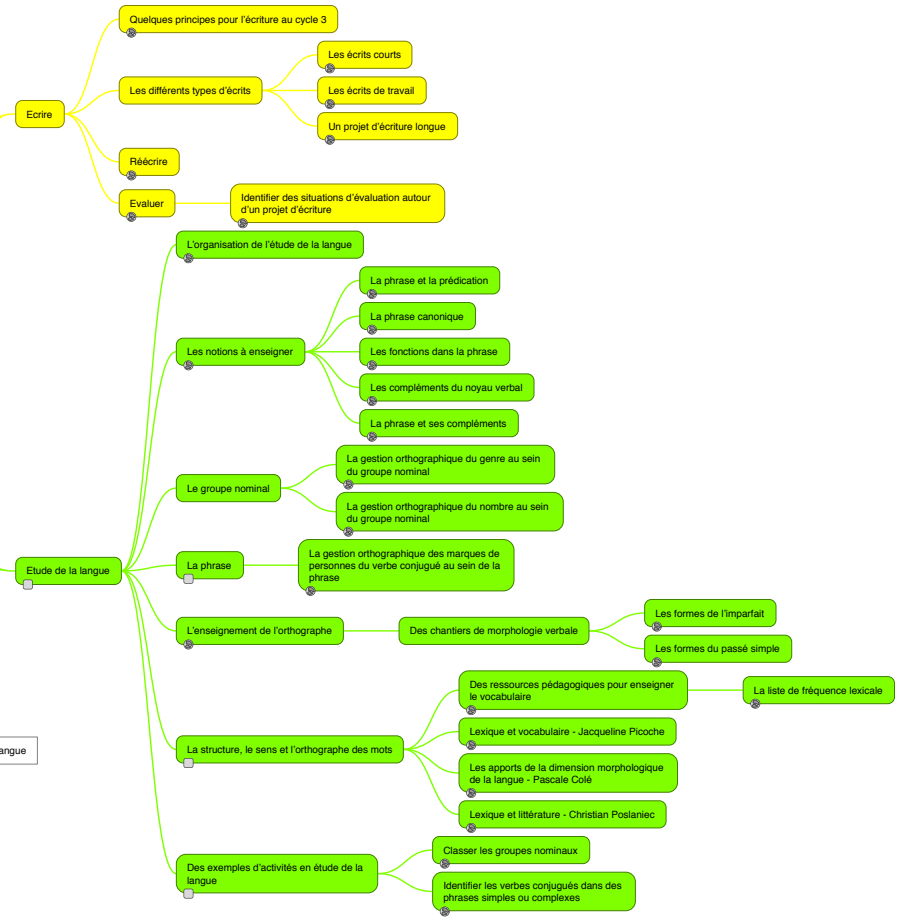 Quelques principes pour l'écriture au cycle 3
Les écrits courts
Les différents types d'écrits
Les écrits de travail
Ecrire
Un projet d'écriture longue
Réécrire
Evaluer
Identifier des situations d'évaluation autour
d'un projet d'écriture
L'organisation de l'étude de la langue
La phrase et la prédication
La phrase canonique
Les notions à enseigner
Les fonctions dans la phrase
Les compléments du noyau verbal
La phrase et ses compléments
La gestion orthographique du genre au sein
du groupe nominal
Le groupe nominal
La gestion orthographique du nombre au sein
du groupe nominal
Etude de la langue
La phrase
La gestion orthographique des marques de
personnes du verbe conjugué au sein de la
phrase
L'enseignement de l'orthographe
Des chantiers de morphologie verbale
Les formes de l'imparfait
Les formes du passé simple
Des ressources pédagogiques pour enseigner
le vocabulaire
La liste de fréquence lexicale
Lexique et vocabulaire - Jacqueline Picoche
angue
La structure, le sens et l'orthographe des mots
Les apports de la dimension morphologique
de la langue - Pascale Colé
Lexique et littérature - Christian Poslaniec
Classer les groupes nominaux
Des exemples d'activités en étude de la
langue
Identifier les verbes conjugués dans des
phrases simples ou complexes